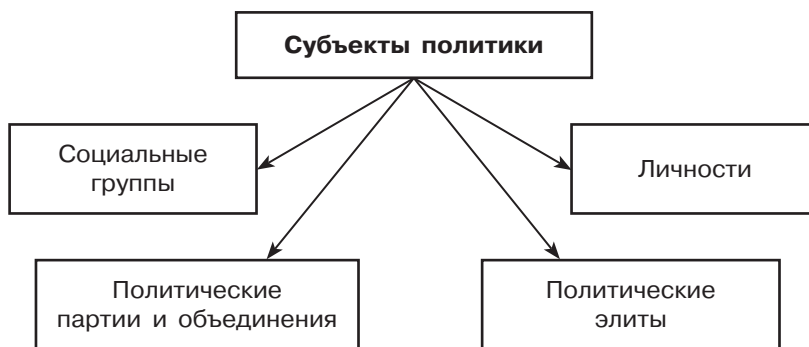 Субъекты политики
Социальные
группы
Личности
Политические
партии и объединения
Политические
элиты